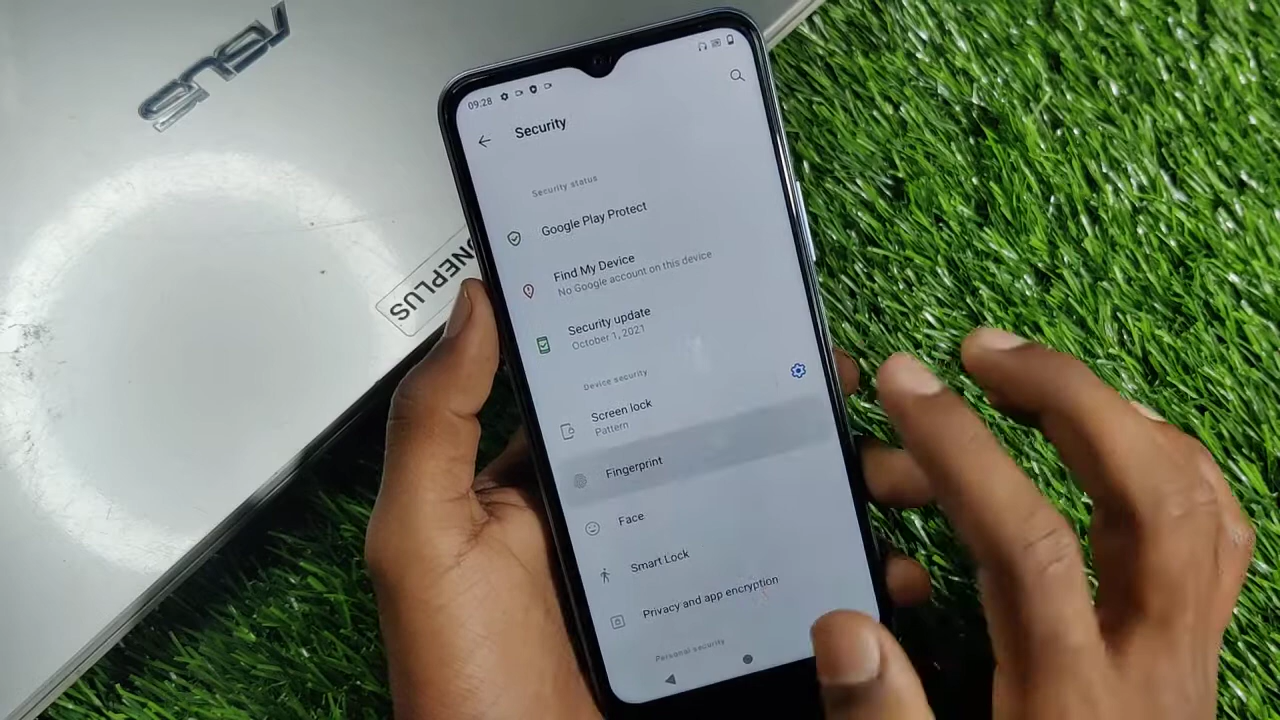 ASUS
ONEPLUS
09:28
Security
Security status
Google Play Protect
Find My Device
No Google account on this device
Security update
October 1, 2021
Device security
Screen lock
Pattern
Fingerprint
Face
Smart Lock
Privacy and app encryption
Personal security